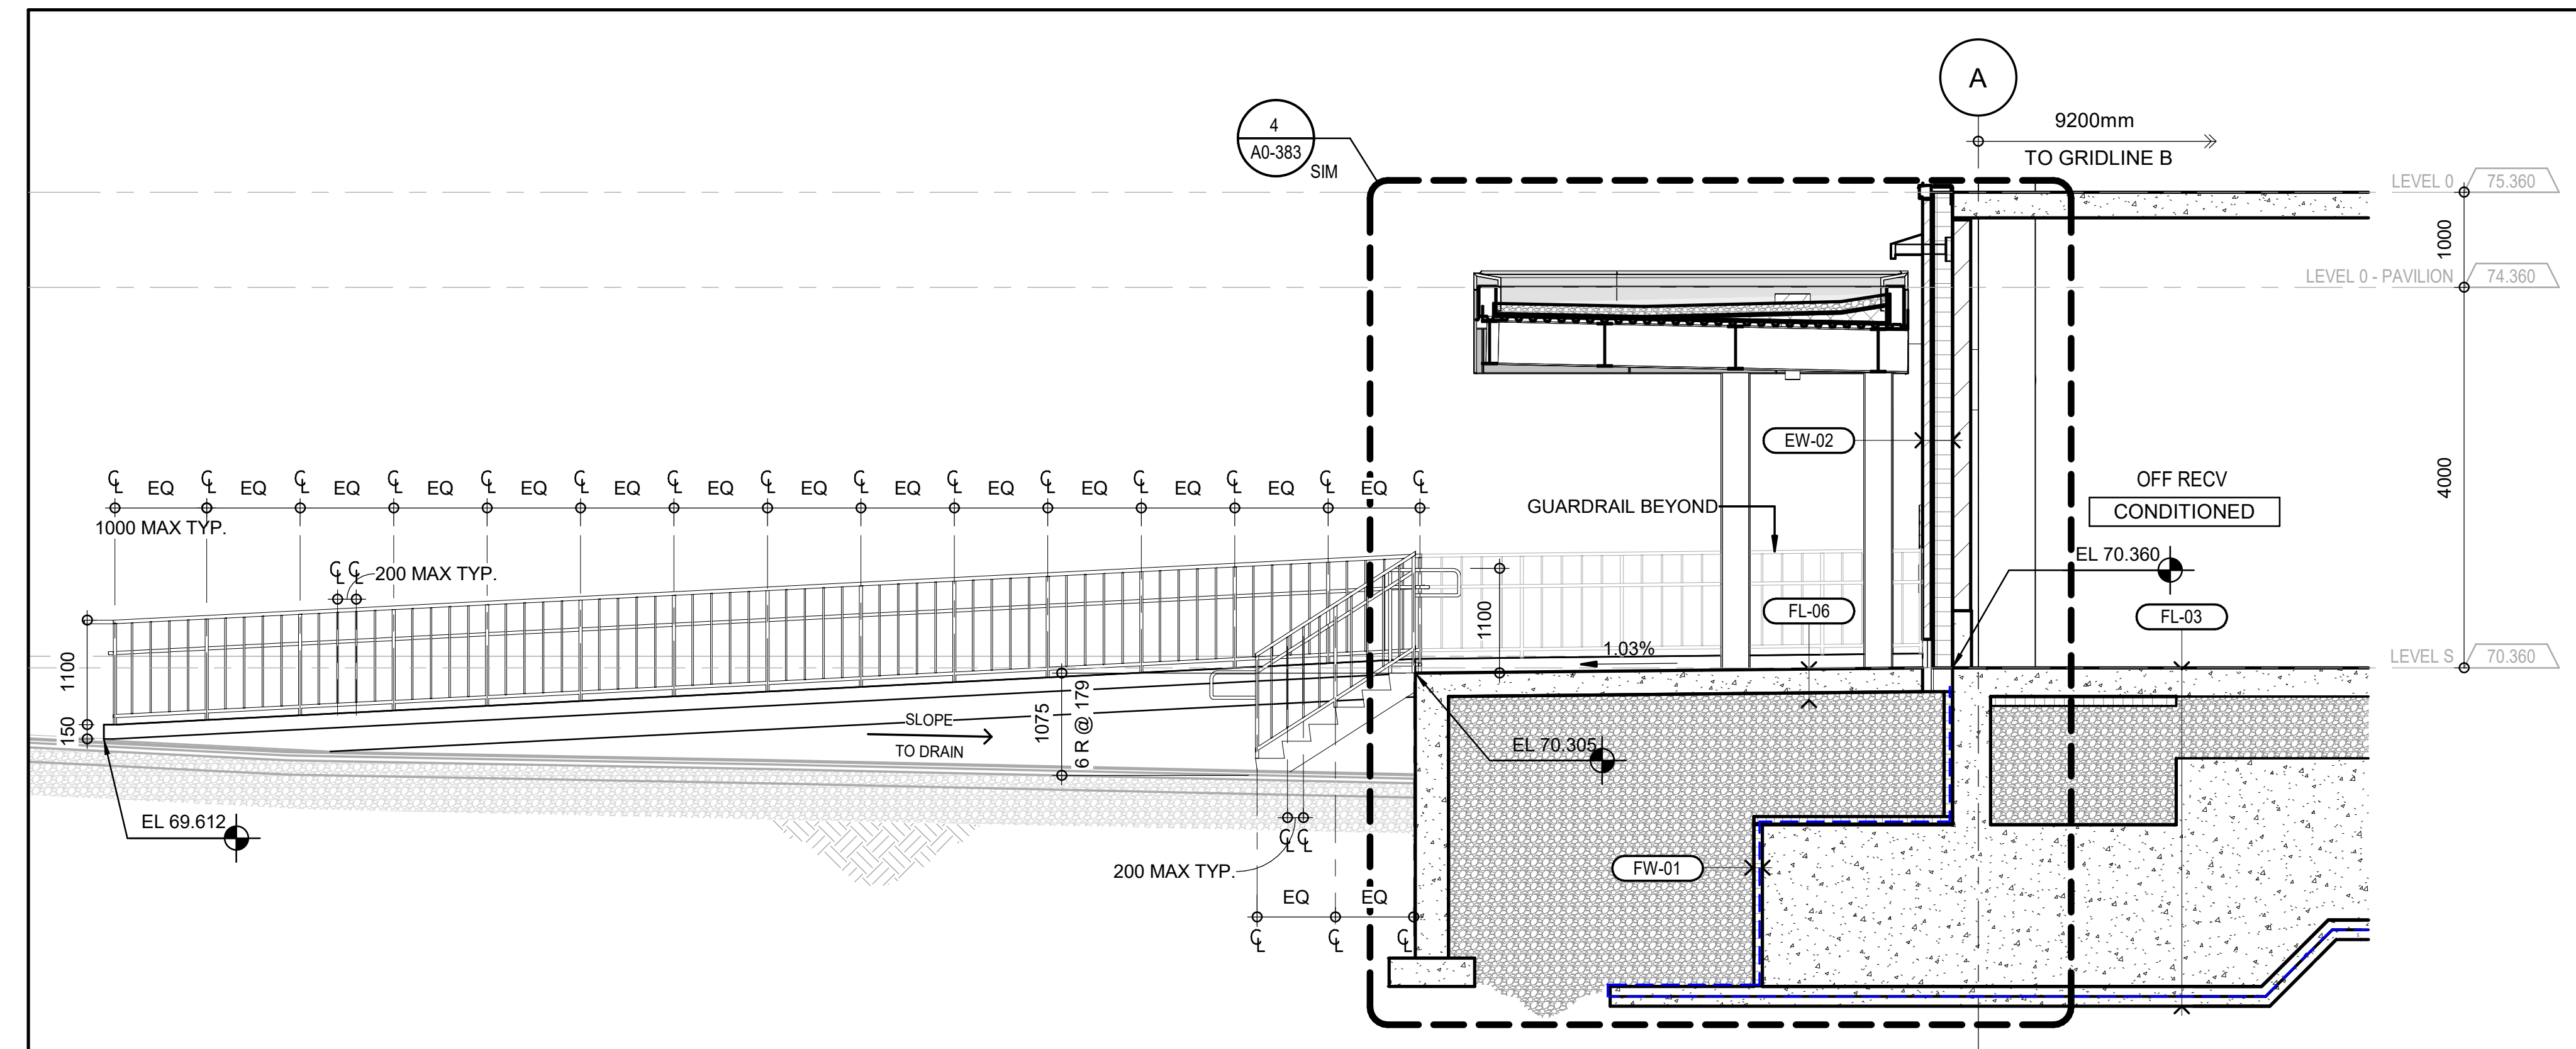 A
9200mm
TO GRIDLINE B
4
A0-383
SIM
LEVEL 0 75.360
1000
LEVEL 0 - PAVILION 74.360
4000
LEVEL S 70.360
EW-02
OFF RECV
CONDITIONED
GUARDRAIL BEYOND
EL 70.360
FL-03
FL-06
1.03%
1100
EL 70.305
FW-01
CL EQ CL EQ CL EQ CL EQ CL EQ CL EQ CL EQ CL EQ CL EQ CL EQ CL EQ CL EQ CL EQ CL EQ CL
1000 MAX TYP.
CL CL
200 MAX TYP.
1100
150
1075
6 R @ 179
SLOPE
TO DRAIN
EL 69.612
CL CL
200 MAX TYP.
EQ EQ
CL CL CL